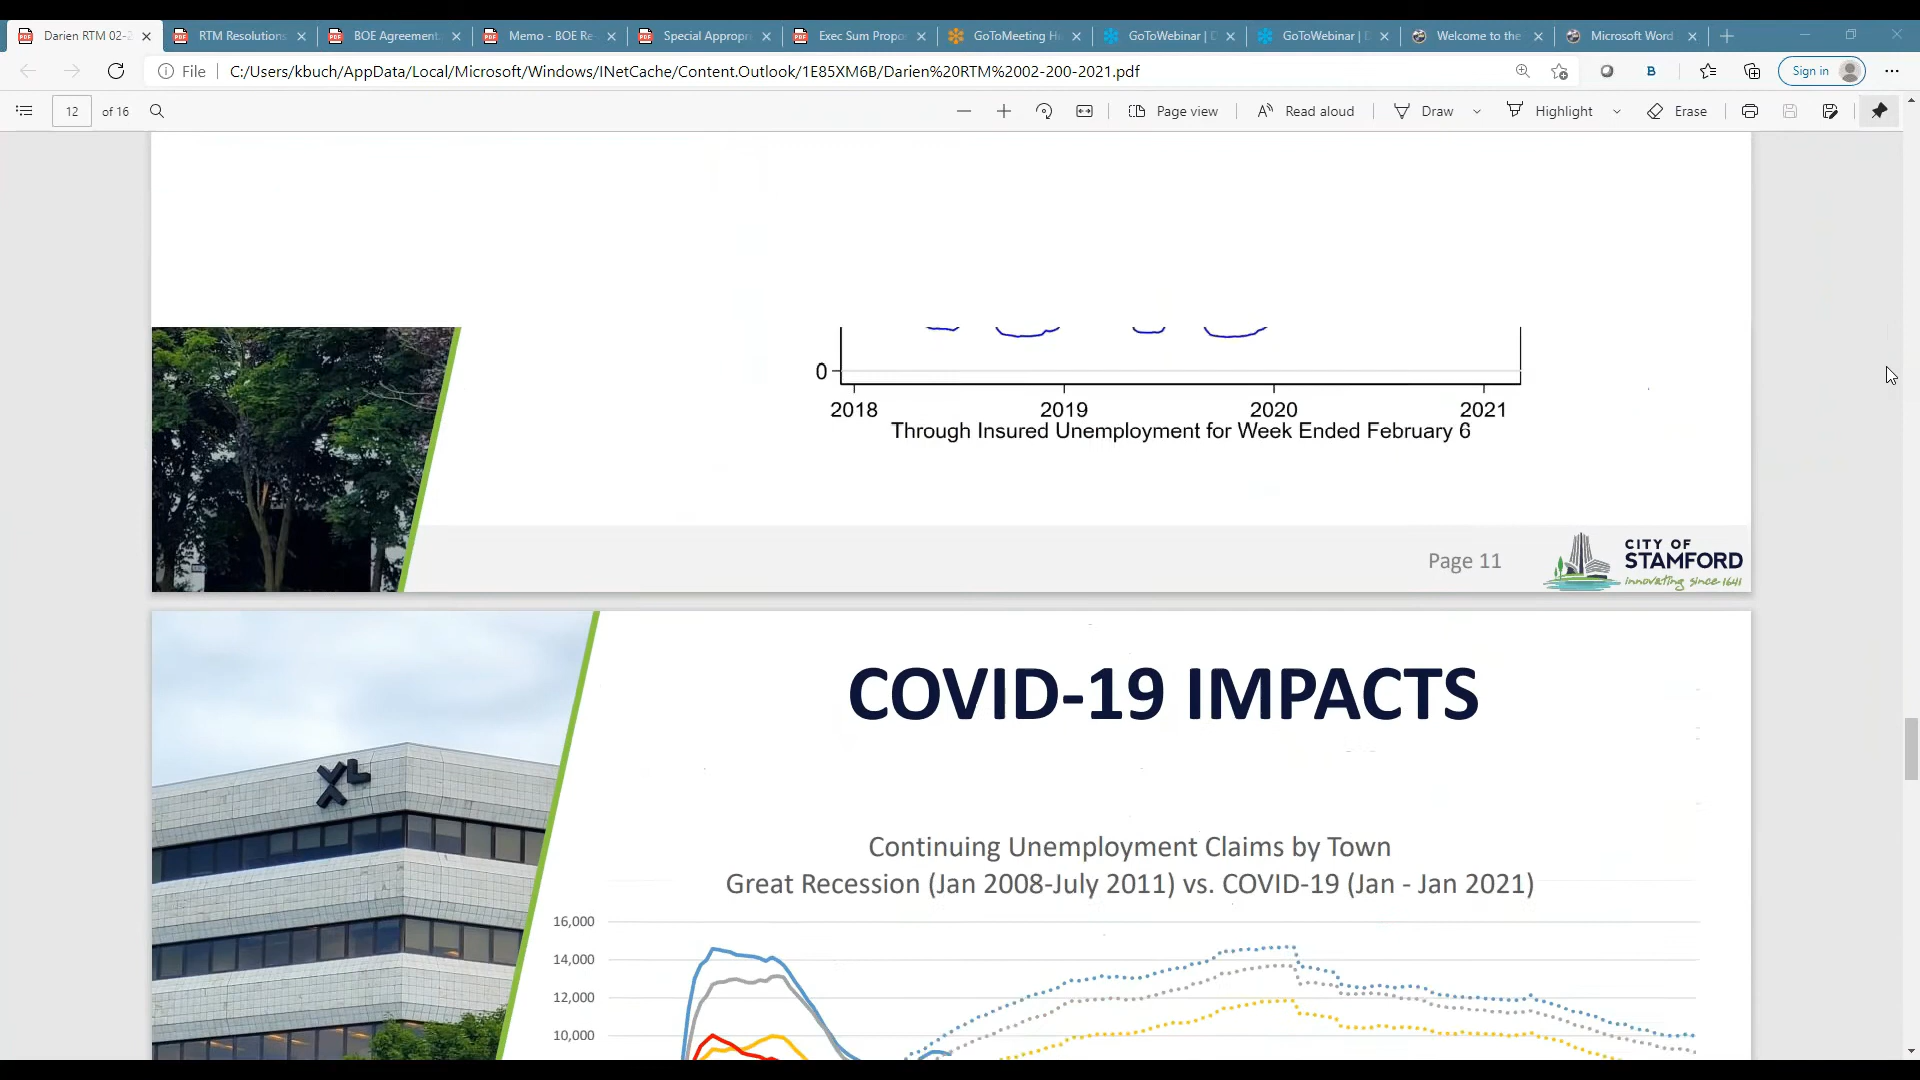 Darien RTM 02-2
RTM Resolutions
BOE Agreement
Memo - BOE Re
Special Appropri
Exec Sum Propo
GoToMeeting H
GoToWebinar | D
GoToWebinar | D
Welcome to the
Microsoft Word
File
C:/Users/kbuch/AppData/Local/Microsoft/Windows/INetCache/Content.Outlook/1E85XM6B/Darien%20RTM%2002-200-2021.pdf
B
Sign in
12 of 16
Page view
Read aloud
Draw
Highlight
Erase
0
2018 2019 2020 2021
Through Insured Unemployment for Week Ended February 6
Page 11
CITY OF
STAMFORD
innovating since 1641
COVID-19 IMPACTS
XL
Continuing Unemployment Claims by Town
Great Recession (Jan 2008-July 2011) vs. COVID-19 (Jan - Jan 2021)
16,000
14,000
12,000
10,000